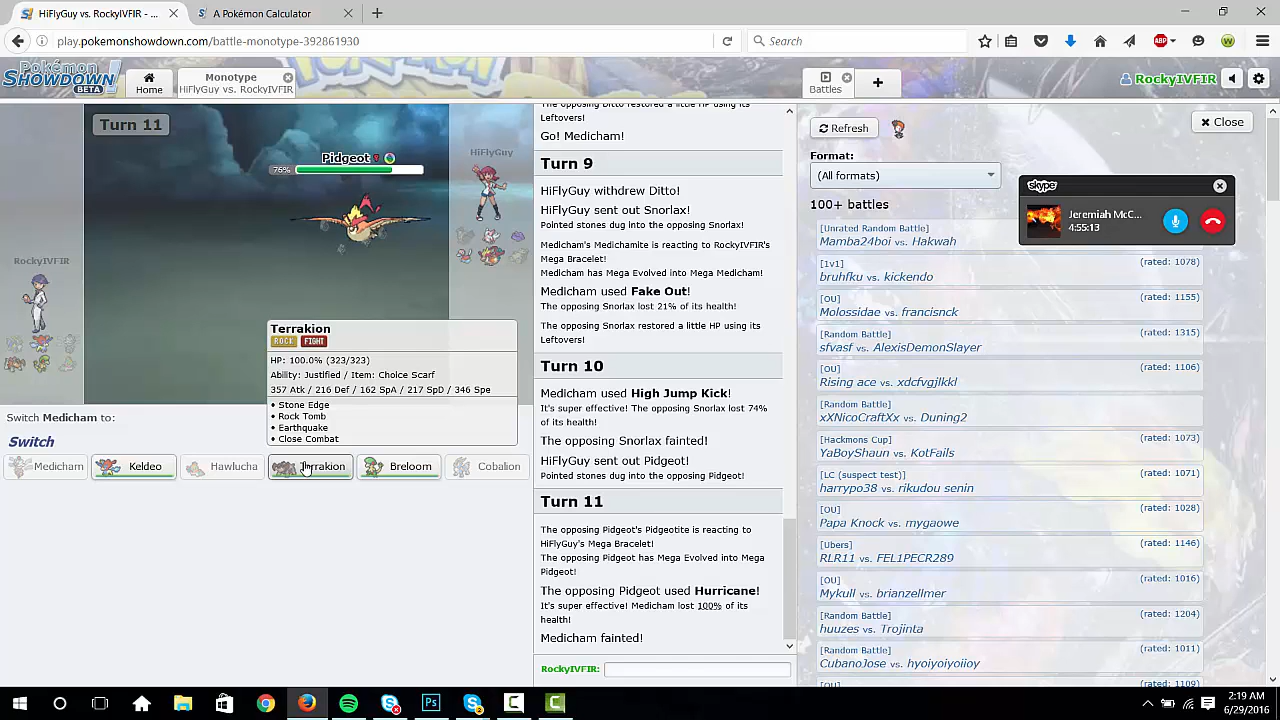 HiFlyGuy vs. RockyIVFIR - ...
A Pokémon Calculator
play.pokemonshowdown.com/battle-monotype-392861930
Search
ABP
Pokémon
SHOWDOWN
BETA
Home
Monotype
HiFlyGuy vs. RockyIVFIR
Battles
RockyIVFIR
Turn 11
Pidgeot
76%
HiFlyGuy
RockyIVFIR
Terrakion
ROCK FIGHT
HP: 100.0% (323/323)
Ability: Justified / Item: Choice Scarf
357 Atk / 216 Def / 162 SpA / 217 SpD / 346 Spe
• Stone Edge
• Rock Tomb
• Earthquake
• Close Combat
Switch Medicham to:
Switch
Medicham
Keldeo
Hawlucha
Terrakion
Breloom
Cobalion
The opposing Ditto restored a little HP using its
Leftovers!
Go! Medicham!
Turn 9
HiFlyGuy withdrew Ditto!
HiFlyGuy sent out Snorlax!
Pointed stones dug into the opposing Snorlax!
Medicham's Medichamite is reacting to RockyIVFIR's
Mega Bracelet!
Medicham has Mega Evolved into Mega Medicham!
Medicham used Fake Out!
The opposing Snorlax lost 21% of its health!
The opposing Snorlax restored a little HP using its
Leftovers!
Turn 10
Medicham used High Jump Kick!
It's super effective! The opposing Snorlax lost 74%
of its health!
The opposing Snorlax fainted!
HiFlyGuy sent out Pidgeot!
Pointed stones dug into the opposing Pidgeot!
Turn 11
The opposing Pidgeot's Pidgeotite is reacting to
HiFlyGuy's Mega Bracelet!
The opposing Pidgeot has Mega Evolved into Mega
Pidgeot!
The opposing Pidgeot used Hurricane!
It's super effective! Medicham lost 100% of its
health!
Medicham fainted!
RockyIVFIR:
Refresh
Close
Format:
(All formats)
100+ battles
skype
Jeremiah McC...
4:55:13
[Unrated Random Battle]
Mamba24boi vs. Hakwah
[1v1]
(rated: 1078)
bruhfku vs. kickendo
[OU]
(rated: 1155)
Molossidae vs. francisnck
[Random Battle]
(rated: 1315)
sfvasf vs. AlexisDemonSlayer
[OU]
(rated: 1106)
Rising ace vs. xdcfvgjlkkl
[Random Battle]
(rated: 1034)
xXNicoCraftXx vs. Duning2
[Hackmons Cup]
(rated: 1073)
YaBoyShaun vs. KotFails
[LC (suspect test)]
(rated: 1071)
harrypo38 vs. rikudou senin
[OU]
(rated: 1028)
Papa Knock vs. mygaowe
[Ubers]
(rated: 1146)
RLR11 vs. FEL1PECR289
[OU]
(rated: 1016)
Mykull vs. brianzellmer
[Random Battle]
(rated: 1204)
huuzes vs. Trojinta
[Random Battle]
(rated: 1011)
CubanoJose vs. hyoiyoiyoiioy
[OU]
(rated: 1109)
2:19 AM
6/29/2016